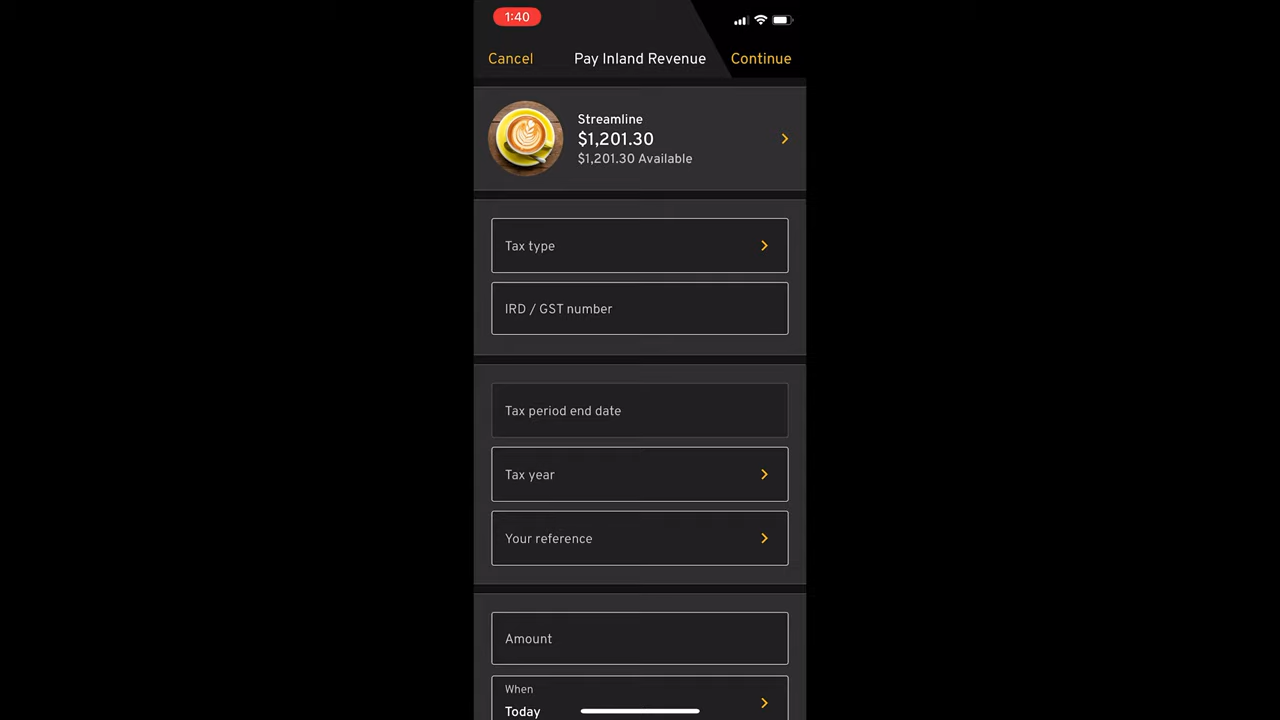 1:40
Cancel
Pay Inland Revenue
Continue
Streamline
$1,201.30
$1,201.30 Available
Tax type
IRD / GST number
Tax period end date
Tax year
Your reference
Amount
When
Today